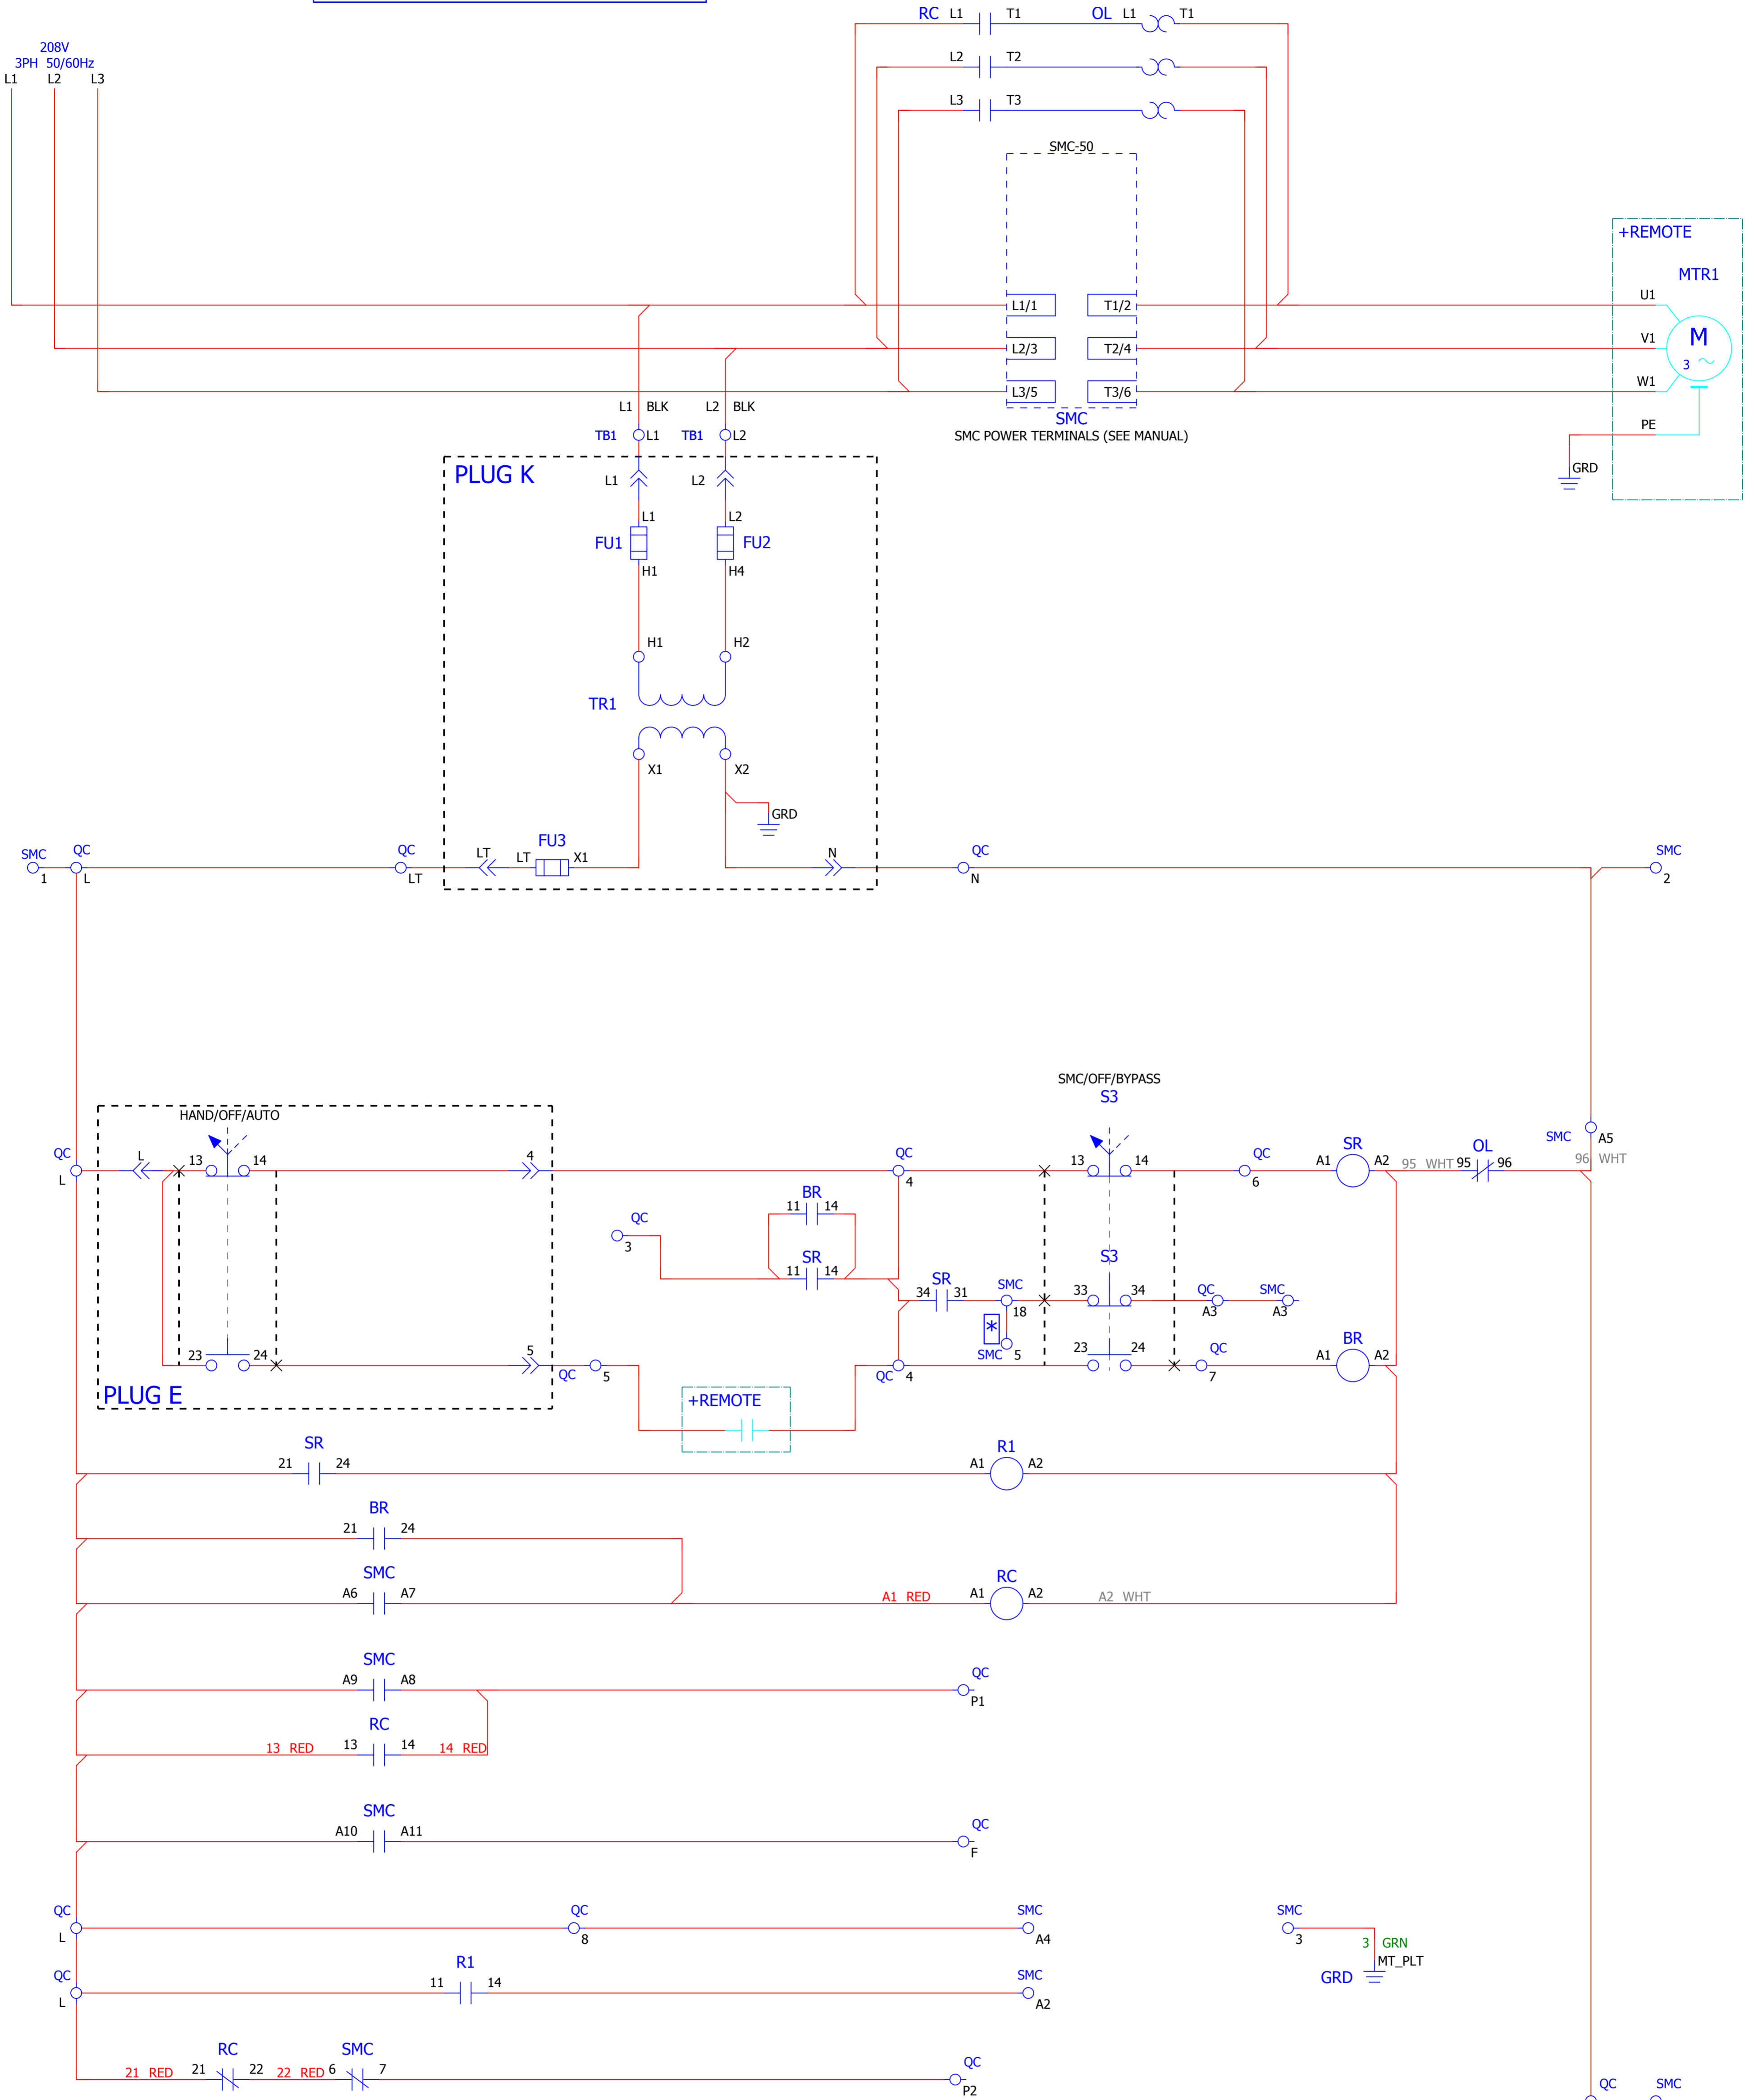 RC L1 T1 OL L1 T1
208V
3PH 50/60Hz
L1 L2 L3
L2 T2
L3 T3
SMC-50
+REMOTE
MTR1
L1/1 T1/2 U1
L2/3 T2/4 V1
M
3
L3/5 T3/6 W1
L1 BLK L2 BLK
SMC
SMC POWER TERMINALS (SEE MANUAL)
PE
GRD
TB1 L1 TB1 L2
PLUG K
L1 L2
L1 L2
FU1 FU2
H1 H4
H1 H2
TR1
X1 X2
GRD
FU3
SMC QC QC LT LT X1 N QC SMC
1 L LT N 2
SMC/OFF/BYPASS
S3
HAND/OFF/AUTO
SMC A5
QC L 13 14 4 QC 13 14 QC SR A1 A2 95 WHT 95 OL 96 96 WHT
L 4 6
BR
11 14
QC
3
SR
11 14
S3
SR
34 31 SMC 33 34 QC SMC
18 A3 A3
*
SMC 5
23 24 5 23 24 QC BR A1 A2
QC 5 QC 4 7
PLUG E
+REMOTE
SR
21 24
R1
A1 A2
BR
21 24
SMC
A6 A7
RC
A1 RED A1 A2 A2 WHT
SMC
A9 A8
QC
P1
RC
13 RED 13 14 14 RED
SMC
A10 A11
QC
F
QC QC SMC SMC
L 8 A4 3
3 GRN
MT_PLT
GRD
QC R1 SMC
L 11 14 A2
RC SMC
21 RED 21 22 22 RED 6 7
QC
P2
QC SMC